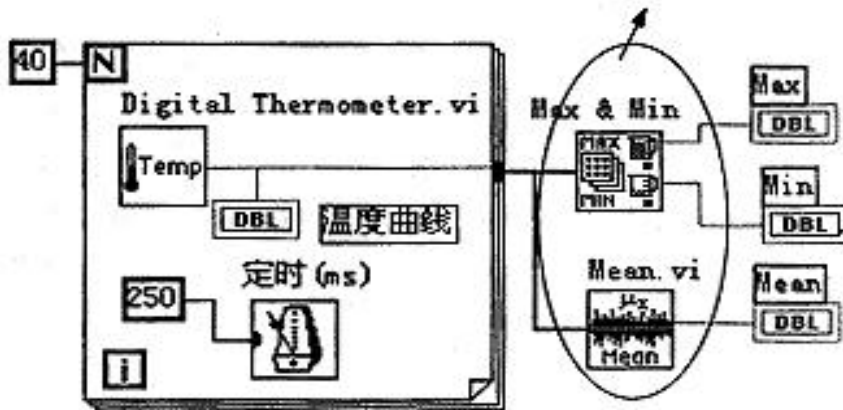 40
N
Digital Thermometer.vi
Temp
DBL
温度曲线
定时(ms)
250
i
Max & Min
MAX
MIN
Max
DBL
Min
DBL
Mean.vi
μx
Mean
Mean
DBL